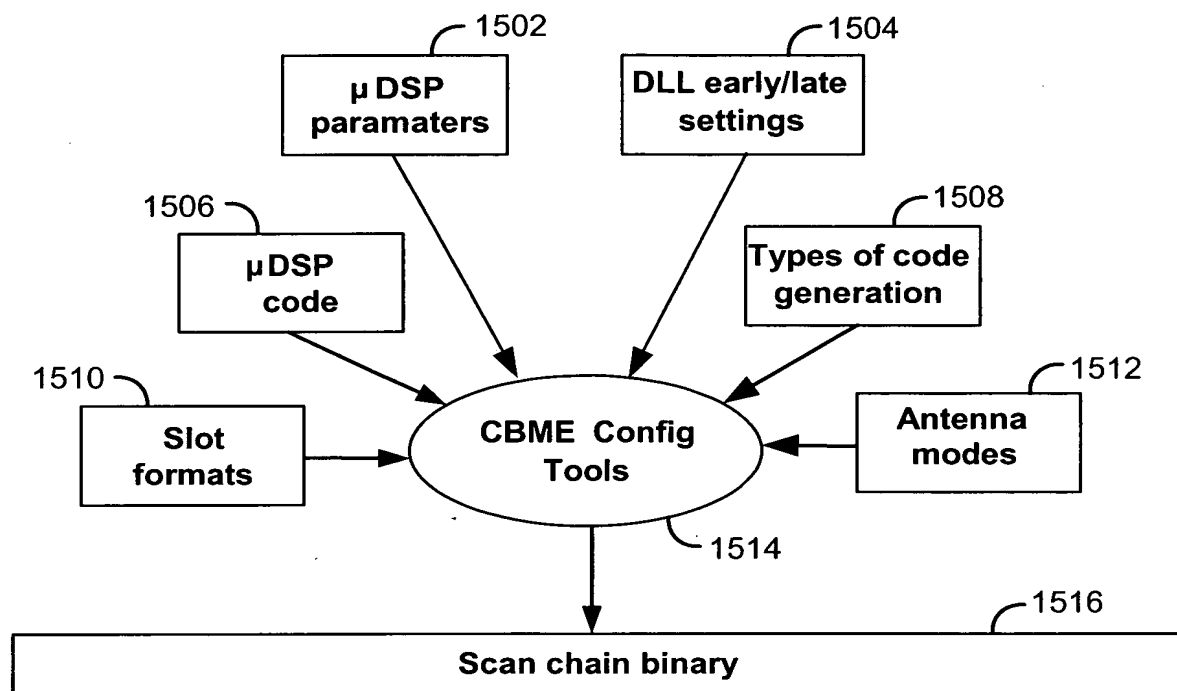 1502
1504
µ DSP
paramaters
DLL early/late
settings
1506
1508
µDSP
code
Types of code
generation
1510
1512
Slot
formats
CBME Config
Tools
Antenna
modes
1514
1516
Scan chain binary